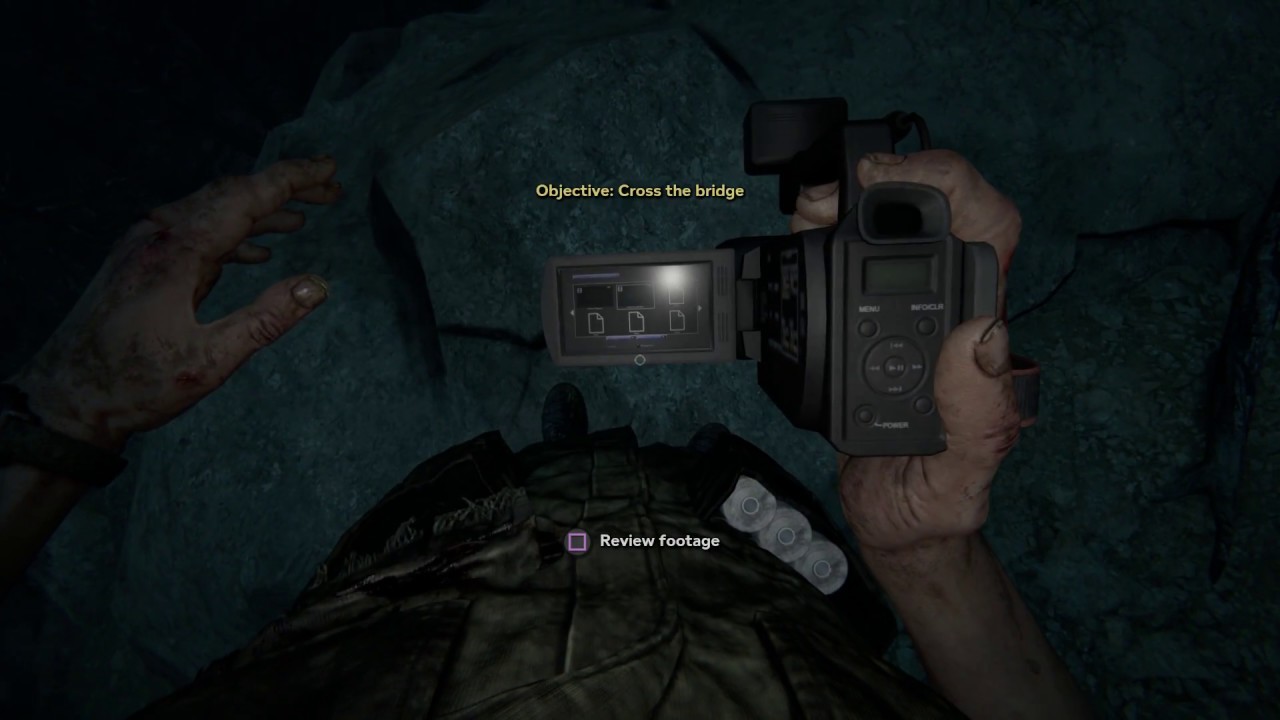 Objective: Cross the bridge
MENU
INFO/CLR
POWER
Review footage